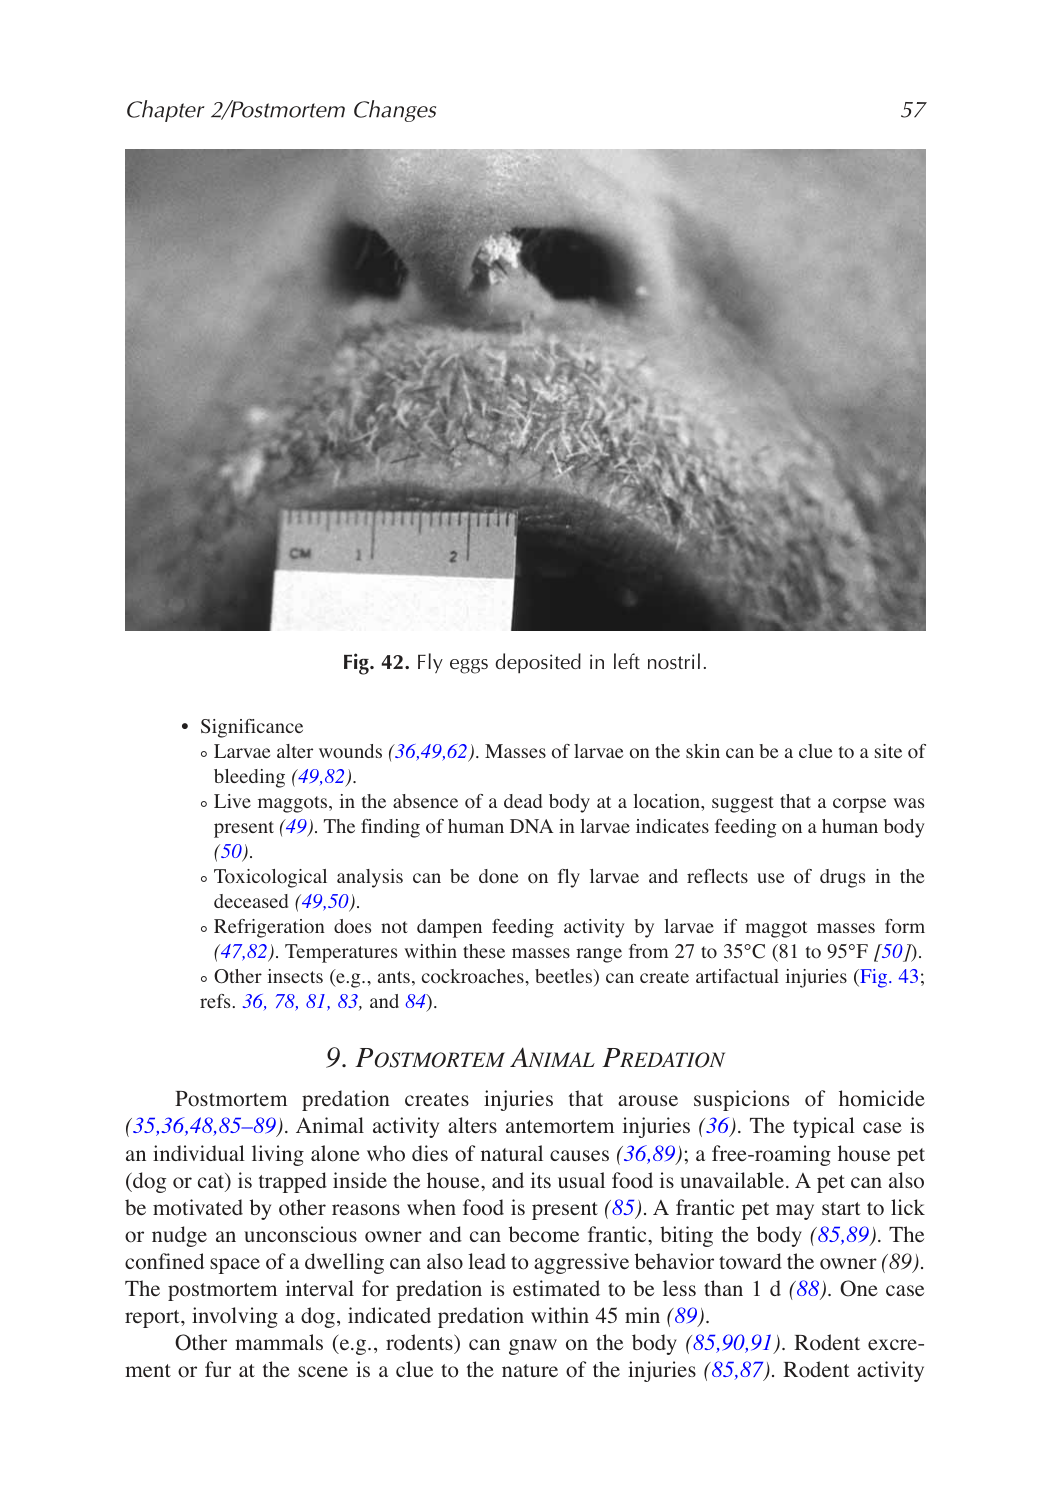 Chapter 2/Postmortem Changes 57
CM 1 2
Fig. 42. Fly eggs deposited in left nostril.
• Significance
◦ Larvae alter wounds (36,49,62). Masses of larvae on the skin can be a clue to a site of
bleeding (49,82).
◦ Live maggots, in the absence of a dead body at a location, suggest that a corpse was
present (49). The finding of human DNA in larvae indicates feeding on a human body
(50).
◦ Toxicological analysis can be done on fly larvae and reflects use of drugs in the
deceased (49,50).
◦ Refrigeration does not dampen feeding activity by larvae if maggot masses form
(47,82). Temperatures within these masses range from 27 to 35°C (81 to 95°F [50]).
◦ Other insects (e.g., ants, cockroaches, beetles) can create artifactual injuries (Fig. 43;
refs. 36, 78, 81, 83, and 84).
9. POSTMORTEM ANIMAL PREDATION
Postmortem predation creates injuries that arouse suspicions of homicide
(35,36,48,85–89). Animal activity alters antemortem injuries (36). The typical case is
an individual living alone who dies of natural causes (36,89); a free-roaming house pet
(dog or cat) is trapped inside the house, and its usual food is unavailable. A pet can also
be motivated by other reasons when food is present (85). A frantic pet may start to lick
or nudge an unconscious owner and can become frantic, biting the body (85,89). The
confined space of a dwelling can also lead to aggressive behavior toward the owner (89).
The postmortem interval for predation is estimated to be less than 1 d (88). One case
report, involving a dog, indicated predation within 45 min (89).
Other mammals (e.g., rodents) can gnaw on the body (85,90,91). Rodent excre-
ment or fur at the scene is a clue to the nature of the injuries (85,87). Rodent activity